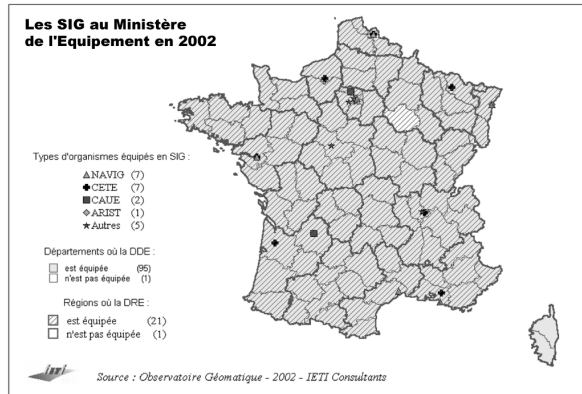 Les SIG au Ministère
de l'Equipement en 2002
Types d'organismes équipés en SIG :
NAVIG (7)
CETE (7)
CAUE (2)
ARIST (1)
Autres (5)
Départements où la DDE :
est équipée (95)
n'est pas équipée (1)
Régions où la DRE :
est équipée (21)
n'est pas équipée (1)
ieti
Source : Observatoire Géomatique - 2002 - IETI Consultants